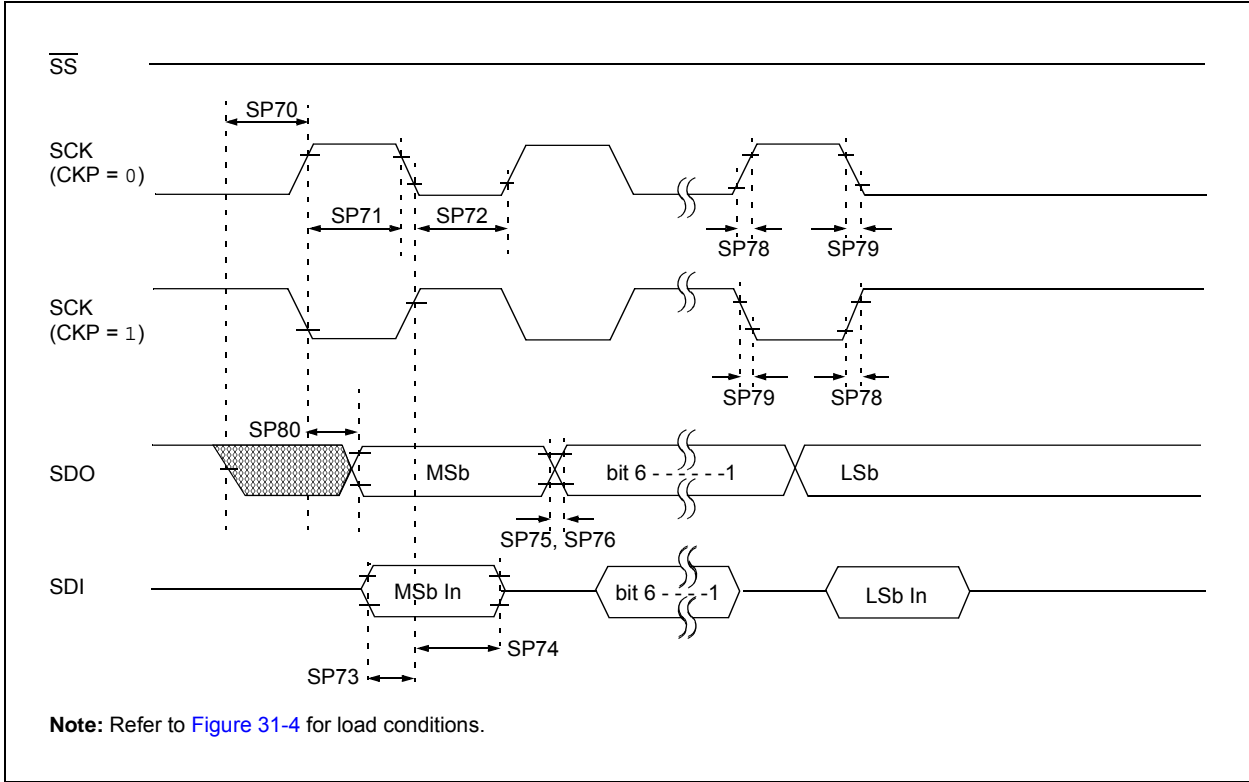 SS
SP70
SCK
(CKP = 0)
SP71
SP72
SP78
SP79
SCK
(CKP = 1)
SP79
SP78
SP80
SDO
MSb
bit 6 - - - - - -1
LSb
SP75, SP76
SDI
MSb In
bit 6 - - - - -1
LSb In
SP74
SP73
Note: Refer to Figure 31-4 for load conditions.